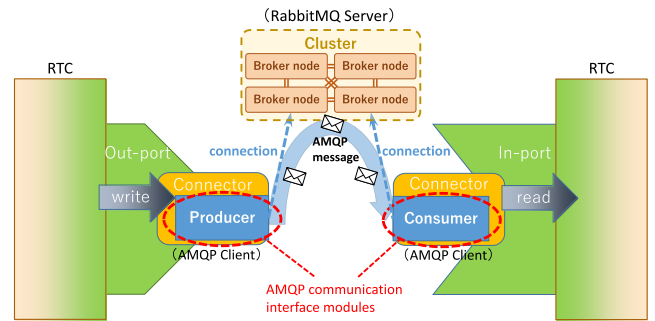 (RabbitMQ Server)
Cluster
Broker node
Broker node
Broker node
Broker node
RTC
RTC
connection
AMQP
message
connection
Out-port
In-port
Connector
Connector
write
Producer
Consumer
read
(AMQP Client)
(AMQP Client)
AMQP communication
interface modules